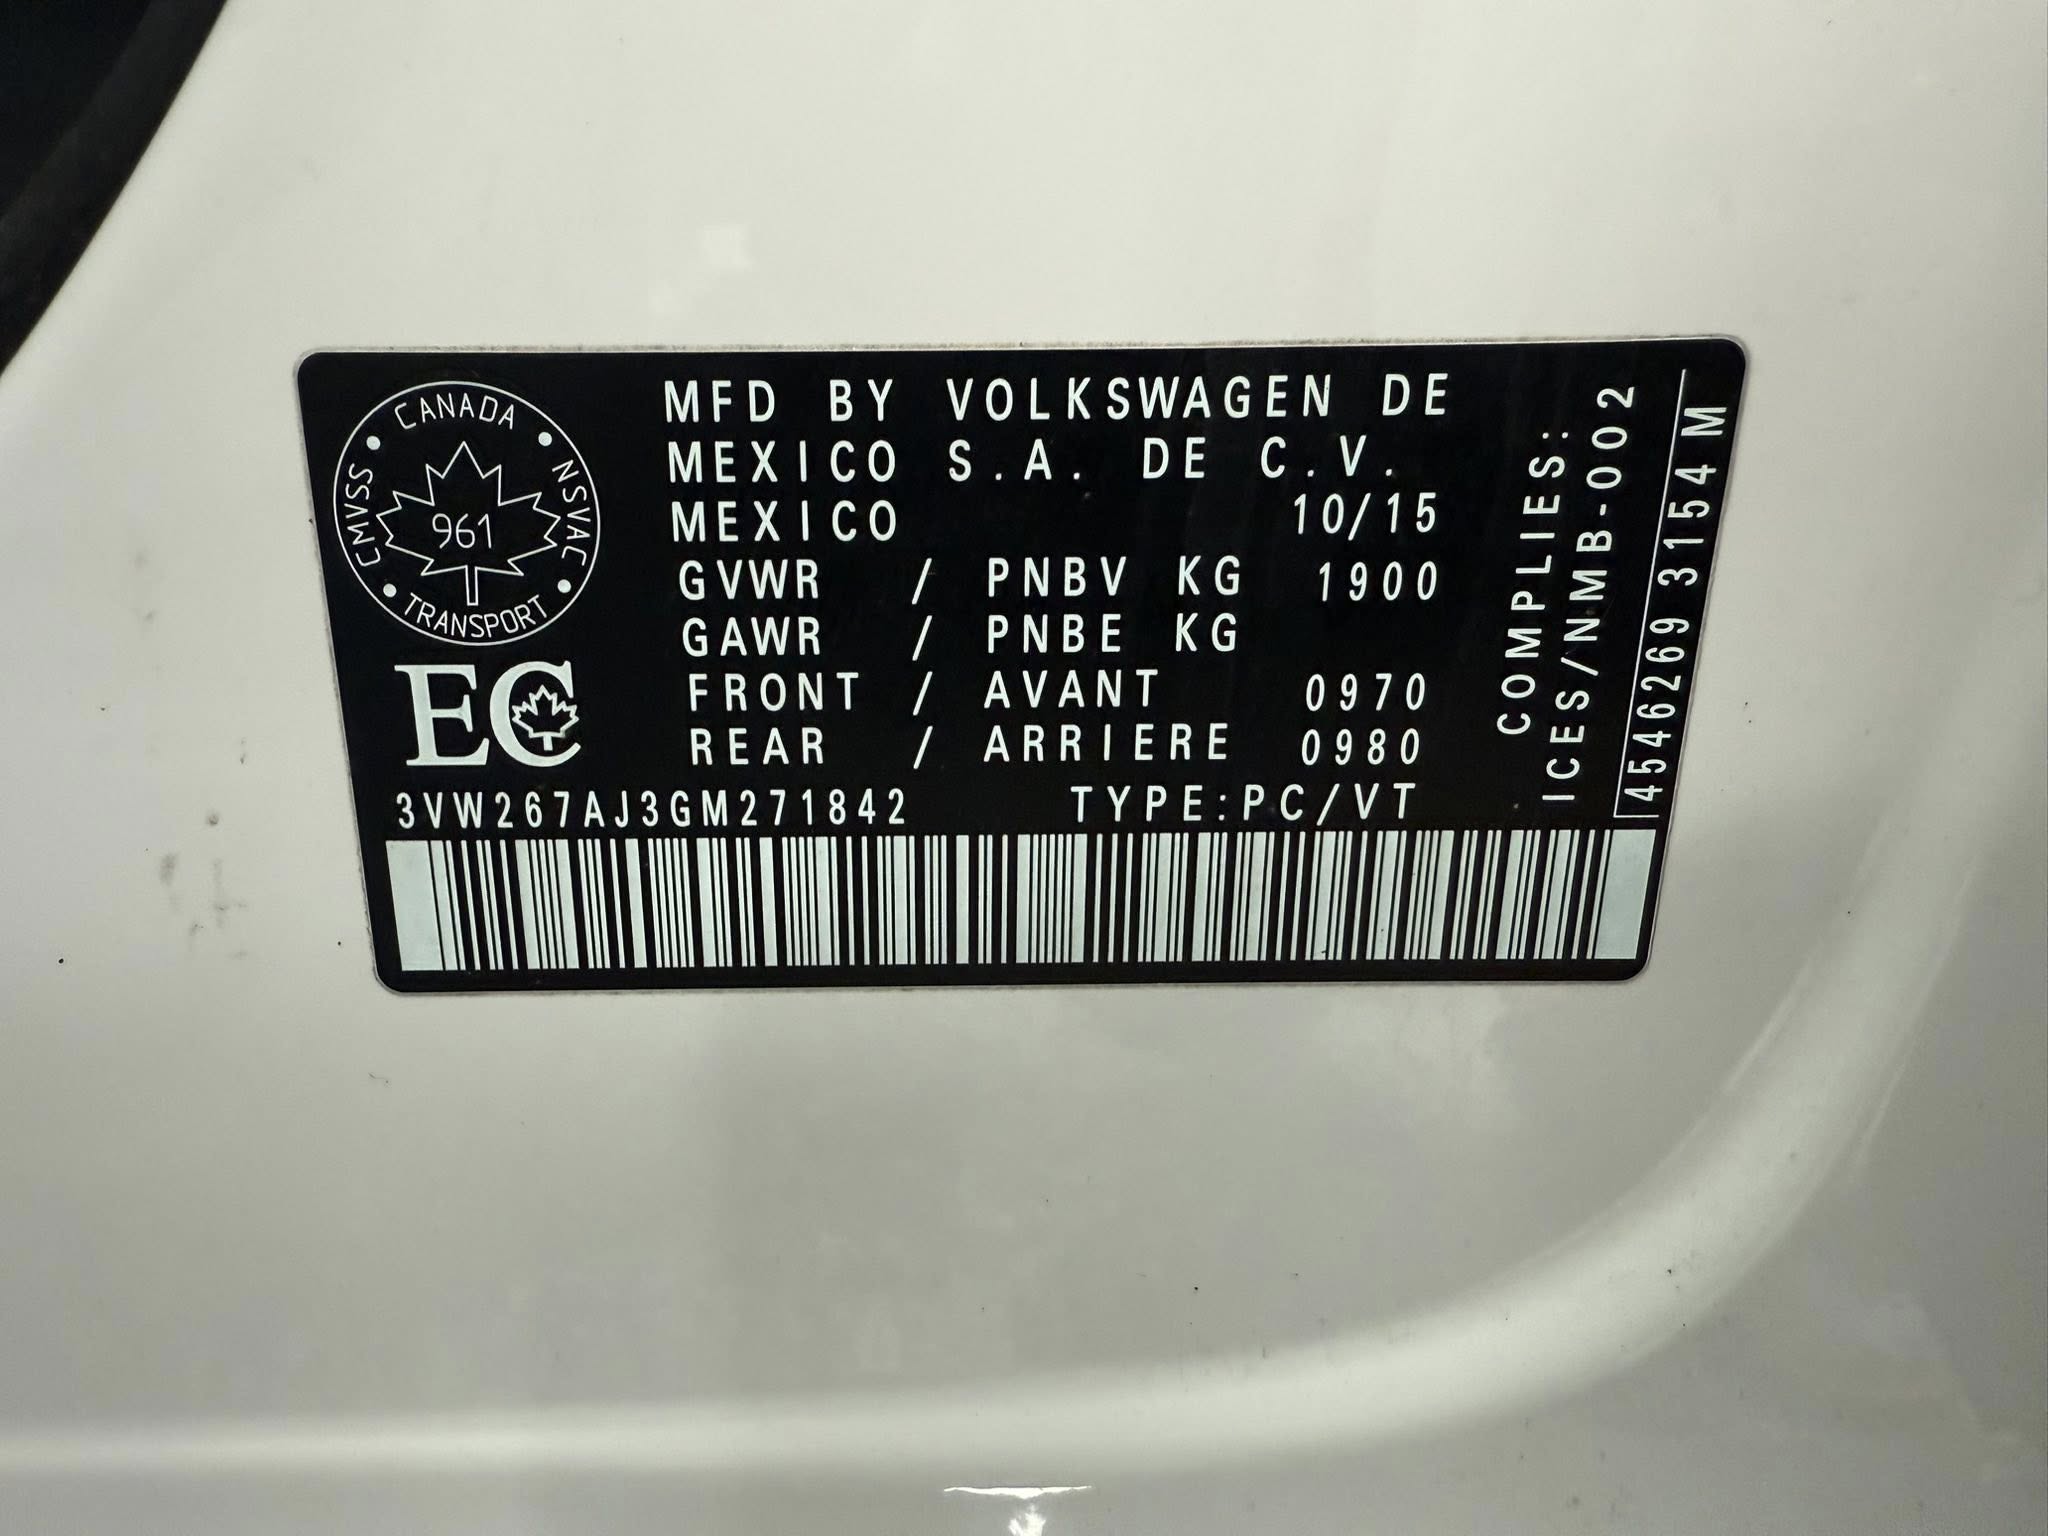 CANADA
CMVSS
NSVAC
961
TRANSPORT
EC
MFD BY VOLKSWAGEN DE
MEXICO S.A. DE C.V.
MEXICO 10/15
GVWR / PNBV KG 1900
GAWR / PNBE KG
FRONT / AVANT 0970
REAR / ARRIERE 0980
3VW267AJ3GM271842 TYPE:PC/VT
COMPLIES:
ICES/NMB-002
4546269 3154 M